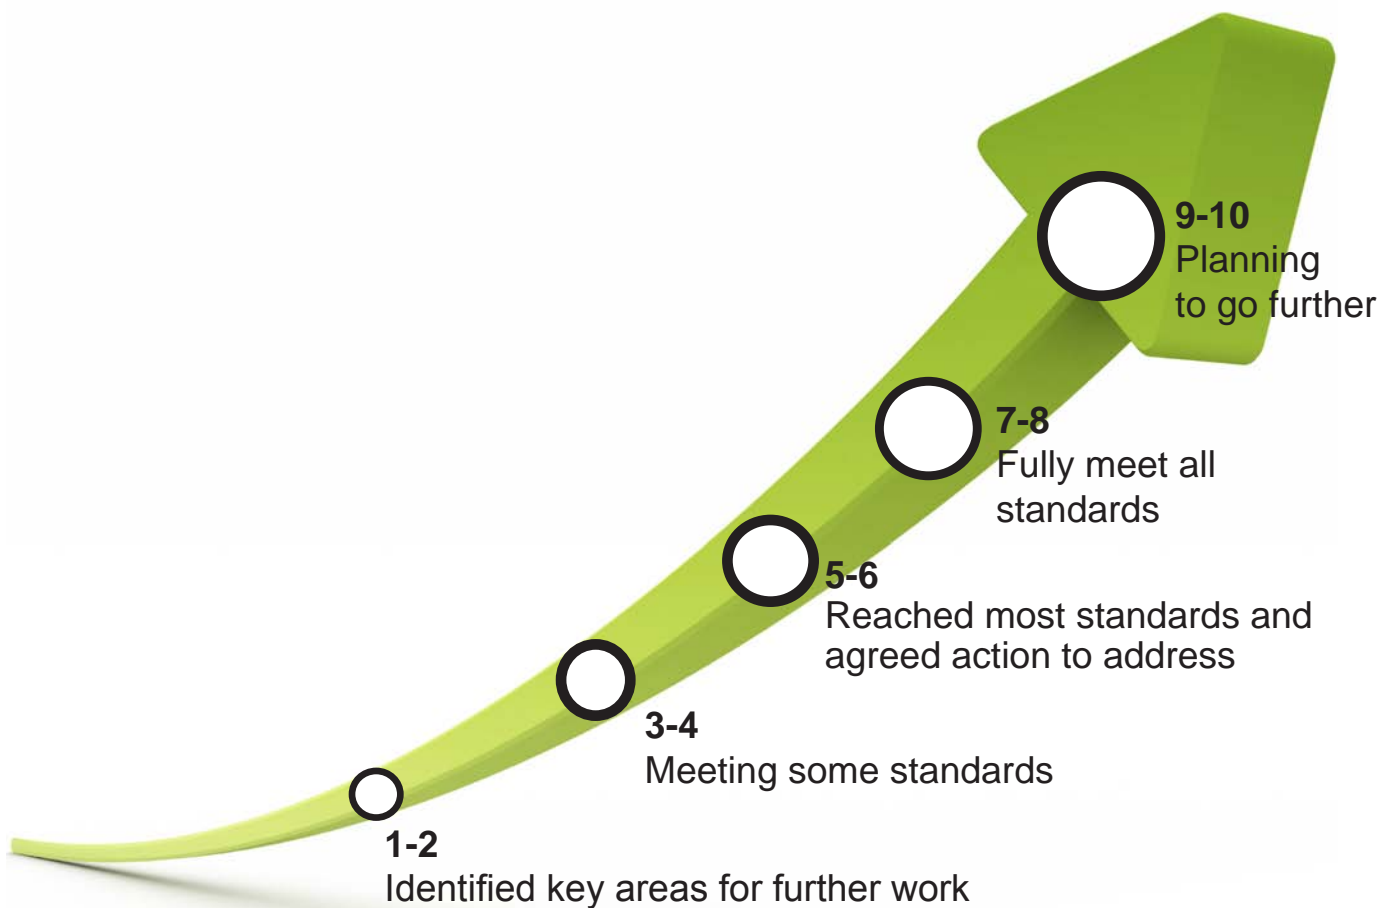 9-10
Planning
to go further
7-8
Fully meet all
standards
5-6
Reached most standards and
agreed action to address
3-4
Meeting some standards
1-2
Identified key areas for further work